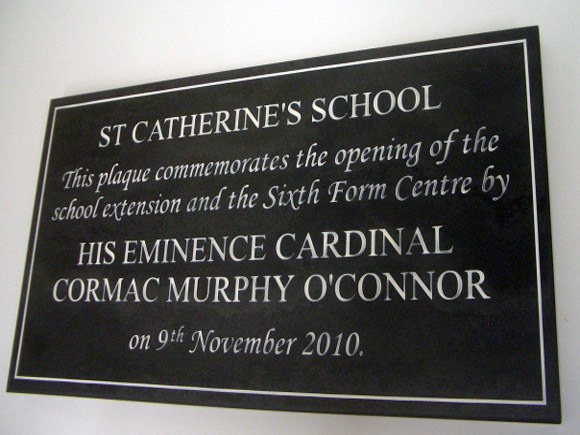 ST CATHERINE'S SCHOOL
This plaque commemorates the opening of the
school extension and the Sixth Form Centre by
HIS EMINENCE CARDINAL
CORMAC MURPHY O'CONNOR
on 9th November 2010.